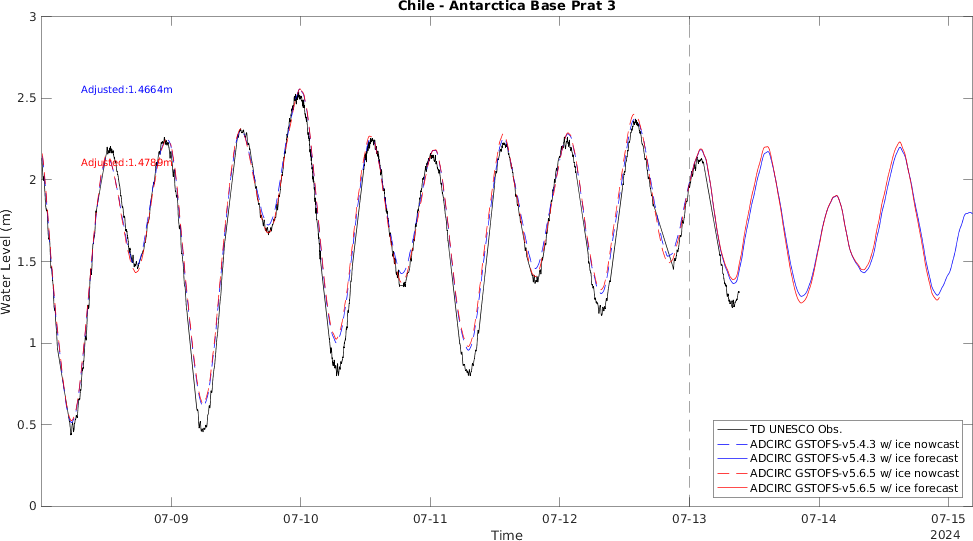 Chile - Antarctica Base Prat 3
3
2.5
2
1.5
1
0.5
0
Water Level (m)
Adjusted:1.4664m
Adjusted:1.4789m
TD UNESCO Obs.
ADCIRC GSTOFS-v5.4.3 w/ ice nowcast
ADCIRC GSTOFS-v5.4.3 w/ ice forecast
ADCIRC GSTOFS-v5.6.5 w/ ice nowcast
ADCIRC GSTOFS-v5.6.5 w/ ice forecast
07-09 07-10 07-11 07-12 07-13 07-14 07-15
2024
Time